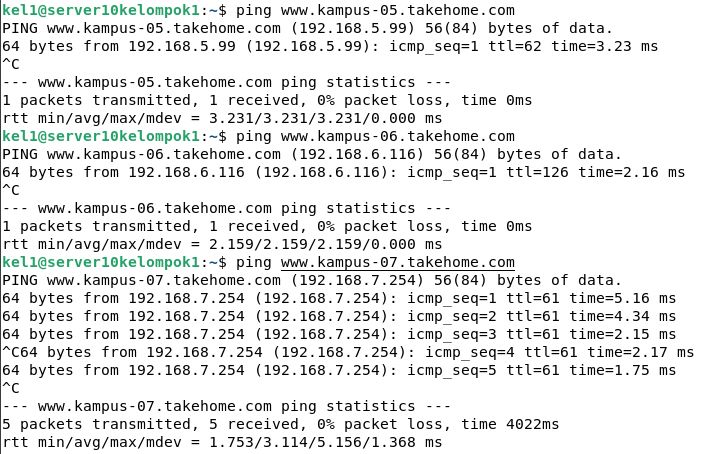 kel1@server10kelompok1:~$ ping www.kampus-05.takehome.com
PING www.kampus-05.takehome.com (192.168.5.99) 56(84) bytes of data.
64 bytes from 192.168.5.99 (192.168.5.99): icmp_seq=1 ttl=62 time=3.23 ms
^C
--- www.kampus-05.takehome.com ping statistics ---
1 packets transmitted, 1 received, 0% packet loss, time 0ms
rtt min/avg/max/mdev = 3.231/3.231/3.231/0.000 ms
kel1@server10kelompok1:~$ ping www.kampus-06.takehome.com
PING www.kampus-06.takehome.com (192.168.6.116) 56(84) bytes of data.
64 bytes from 192.168.6.116 (192.168.6.116): icmp_seq=1 ttl=126 time=2.16 ms
^C
--- www.kampus-06.takehome.com ping statistics ---
1 packets transmitted, 1 received, 0% packet loss, time 0ms
rtt min/avg/max/mdev = 2.159/2.159/2.159/0.000 ms
kel1@server10kelompok1:~$ ping www.kampus-07.takehome.com
PING www.kampus-07.takehome.com (192.168.7.254) 56(84) bytes of data.
64 bytes from 192.168.7.254 (192.168.7.254): icmp_seq=1 ttl=61 time=5.16 ms
64 bytes from 192.168.7.254 (192.168.7.254): icmp_seq=2 ttl=61 time=4.34 ms
64 bytes from 192.168.7.254 (192.168.7.254): icmp_seq=3 ttl=61 time=2.15 ms
^C64 bytes from 192.168.7.254 (192.168.7.254): icmp_seq=4 ttl=61 time=2.17 ms
64 bytes from 192.168.7.254 (192.168.7.254): icmp_seq=5 ttl=61 time=1.75 ms
^C
--- www.kampus-07.takehome.com ping statistics ---
5 packets transmitted, 5 received, 0% packet loss, time 4022ms
rtt min/avg/max/mdev = 1.753/3.114/5.156/1.368 ms